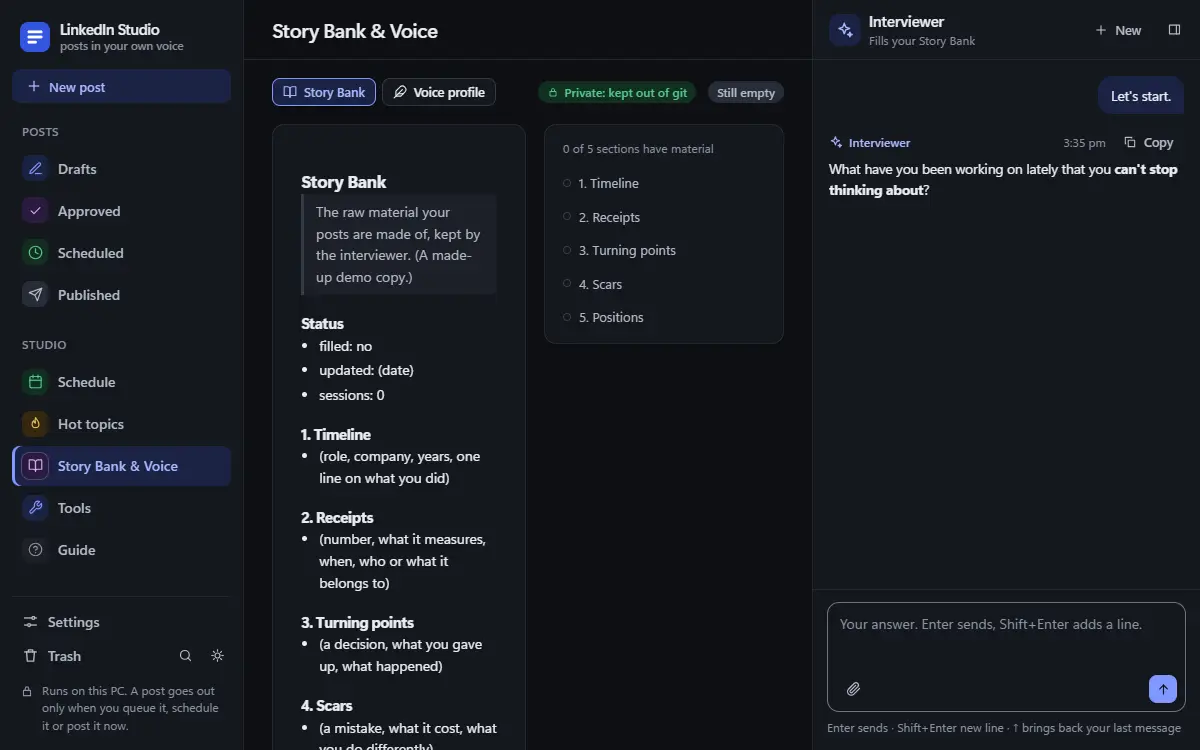 LinkedIn Studio
posts in your own voice
New post
POSTS
Drafts
Approved
Scheduled
Published
STUDIO
Schedule
Hot topics
Story Bank & Voice
Tools
Guide
Settings
Trash
Runs on this PC. A post goes out
only when you queue it, schedule
it or post it now.
Story Bank & Voice
Story Bank
Voice profile
Private: kept out of git
Still empty
Story Bank
The raw material your
posts are made of, kept by
the interviewer. (A made-
up demo copy.)
Status
• filled: no
• updated: (date)
• sessions: 0
1. Timeline
• (role, company, years, one
line on what you did)
2. Receipts
• (number, what it measures,
when, who or what it
belongs to)
3. Turning points
• (a decision, what you gave
up, what happened)
4. Scars
• (a mistake, what it cost, what
you do differently)
0 of 5 sections have material
1. Timeline
2. Receipts
3. Turning points
4. Scars
5. Positions
Interviewer
Fills your Story Bank
New
Let's start.
Interviewer
3:35 pm
Copy
What have you been working on lately that you can't stop
thinking about?
Your answer. Enter sends, Shift+Enter adds a line.
Enter sends · Shift+Enter new line · ↑ brings back your last message